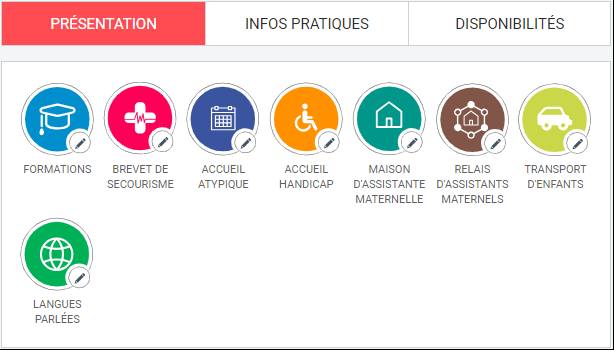 PRÉSENTATION
INFOS PRATIQUES
DISPONIBILITÉS
FORMATIONS
BREVET DE
SECOURISME
ACCUEIL
ATYPIQUE
ACCUEIL
HANDICAP
MAISON
D'ASSISTANTE
MATERNELLE
RELAIS
D'ASSISTANTS
MATERNELS
TRANSPORT
D'ENFANTS
LANGUES
PARLÉES